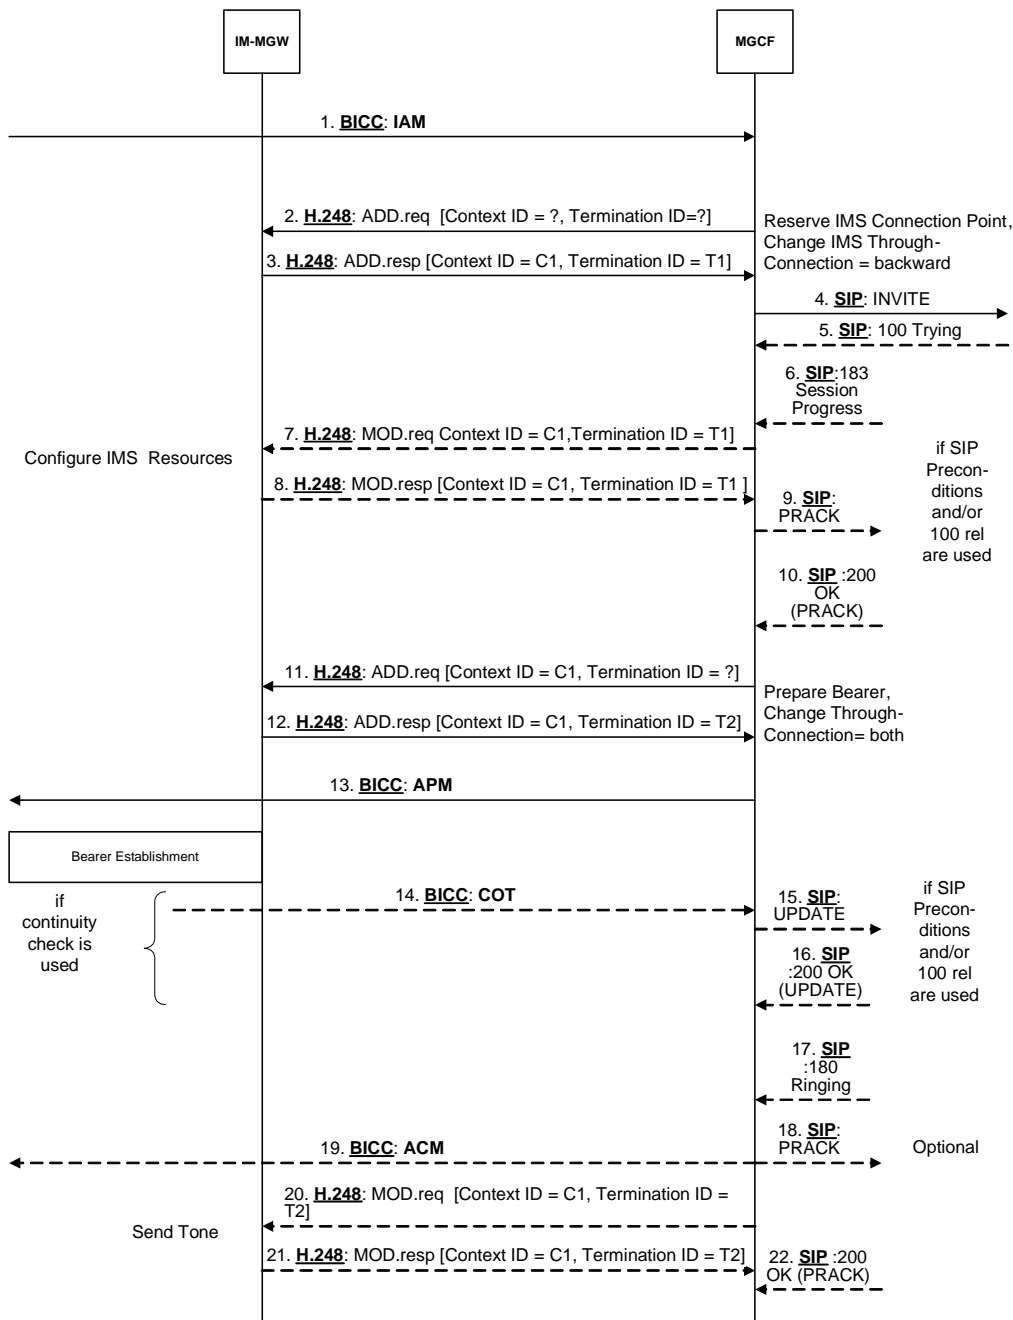 IM-MGW
MGCF
1. BICC: IAM
2. H.248: ADD.req [Context ID = ?, Termination ID=?]
Reserve IMS Connection Point,
Change IMS Through-
Connection = backward
3. H.248: ADD.resp [Context ID = C1, Termination ID = T1]
4. SIP: INVITE
5. SIP: 100 Trying
6. SIP:183
Session
Progress
7. H.248: MOD.req Context ID = C1,Termination ID = T1]
Configure IMS Resources
8. H.248: MOD.resp [Context ID = C1, Termination ID = T1 ]
9. SIP:
PRACK
if SIP
Precon-
ditions
and/or
100 rel
are used
10. SIP :200
OK
(PRACK)
11. H.248: ADD.req [Context ID = C1, Termination ID = ?]
Prepare Bearer,
Change Through-
Connection= both
12. H.248: ADD.resp [Context ID = C1, Termination ID = T2]
13. BICC: APM
Bearer Establishment
if
continuity
check is
used
14. BICC: COT
15. SIP:
UPDATE
if SIP
Precon-
ditions
and/or
100 rel
are used
16. SIP
:200 OK
(UPDATE)
17. SIP
:180
Ringing
18. SIP:
PRACK
Optional
19. BICC: ACM
20. H.248: MOD.req [Context ID = C1, Termination ID =
T2]
Send Tone
21. H.248: MOD.resp [Context ID = C1, Termination ID = T2]
22. SIP :200
OK (PRACK)